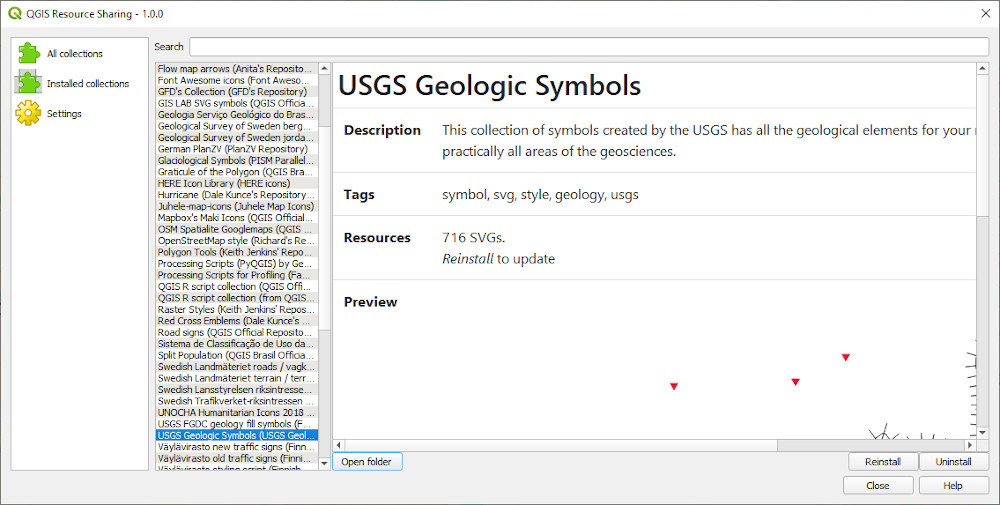 QGIS Resource Sharing - 1.0.0
All collections
Installed collections
Settings
Search
Flow map arrows (Anita's Reposito...
Font Awesome icons (Font Aweso...
GFD's Collection (GFD's Repository)
GIS LAB SVG symbols (QGIS Officia...
Geologia Serviço Geológico do Bras...
Geological Survey of Sweden berg...
Geological Survey of Sweden jorda...
German PlanZV (PlanZV Repository)
Glaciological Symbols (PISM Parallel...
Graticule of the Polygon (QGIS Bra...
HERE Icon Library (HERE icons)
Hurricane (Dale Kunce's Repository...
Juhele-map-icons (Juhele Map Icons)
Mapbox's Maki Icons (QGIS Official...
OSM Spatialite Googlemaps (QGIS ...
OpenStreetMap style (Richard's Re...
Polygon Tools (Keith Jenkins' Repo...
Processing Scripts (PyQGIS) by Ge...
Processing Scripts for Profiling (Fa...
QGIS R script collection (QGIS Offi...
QGIS R script collection (from QGIS...
Raster Styles (Keith Jenkins' Repos...
Red Cross Emblems (Dale Kunce's ...
Road signs (QGIS Official Reposito...
Sistema de Classificação de Uso da...
Split Population (QGIS Brasil Officia...
Swedish Landmäteriet roads / vagk...
Swedish Landmäteriet terrain / terr...
Swedish Lansstyrelsen riksintresse...
Swedish Trafikverket-riksintressen ...
UNOCHA Humanitarian Icons 2018 ...
USGS FGDC geology fill symbols (F...
USGS Geologic Symbols (USGS Geol...
Väylävirasto new traffic signs (Finn...
Väylävirasto old traffic signs (Finni...
Väylävirasto styling script (Finnish
USGS Geologic Symbols
Description This collection of symbols created by the USGS has all the geological elements for your
practically all areas of the geosciences.
Tags symbol, svg, style, geology, usgs
Resources 716 SVGs.
Reinstall to update
Preview
Open folder
Reinstall
Uninstall
Close
Help